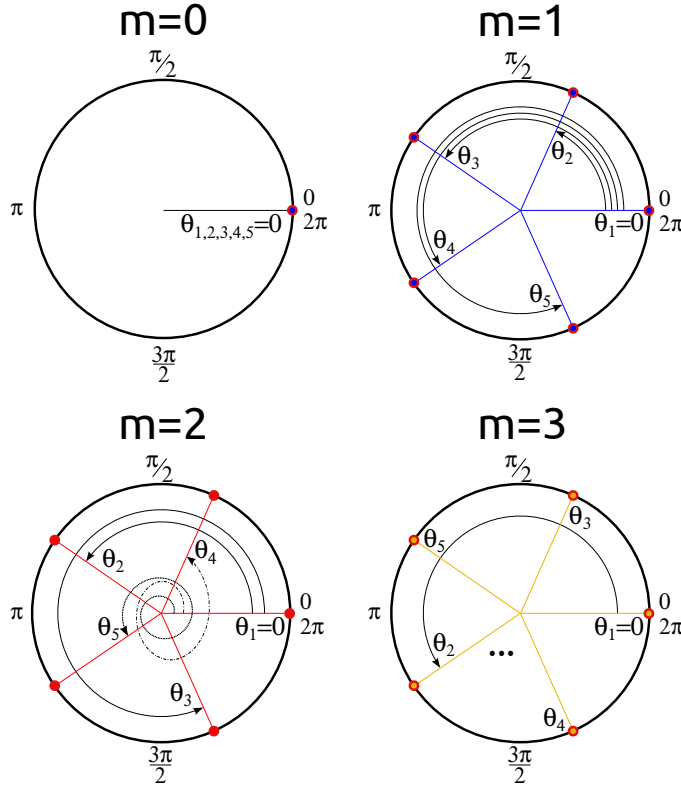 m=0
π/2
π
θ1,2,3,4,5=0
0
2π
3π
2
m=1
π/2
π
θ3
θ2
θ1=0
0
2π
θ4
θ5
3π
2
m=2
π/2
π
θ2
θ4
θ5
θ1=0
0
2π
θ3
3π
2
m=3
π/2
π
θ5
θ3
θ2
...
θ1=0
0
2π
θ4
3π
2